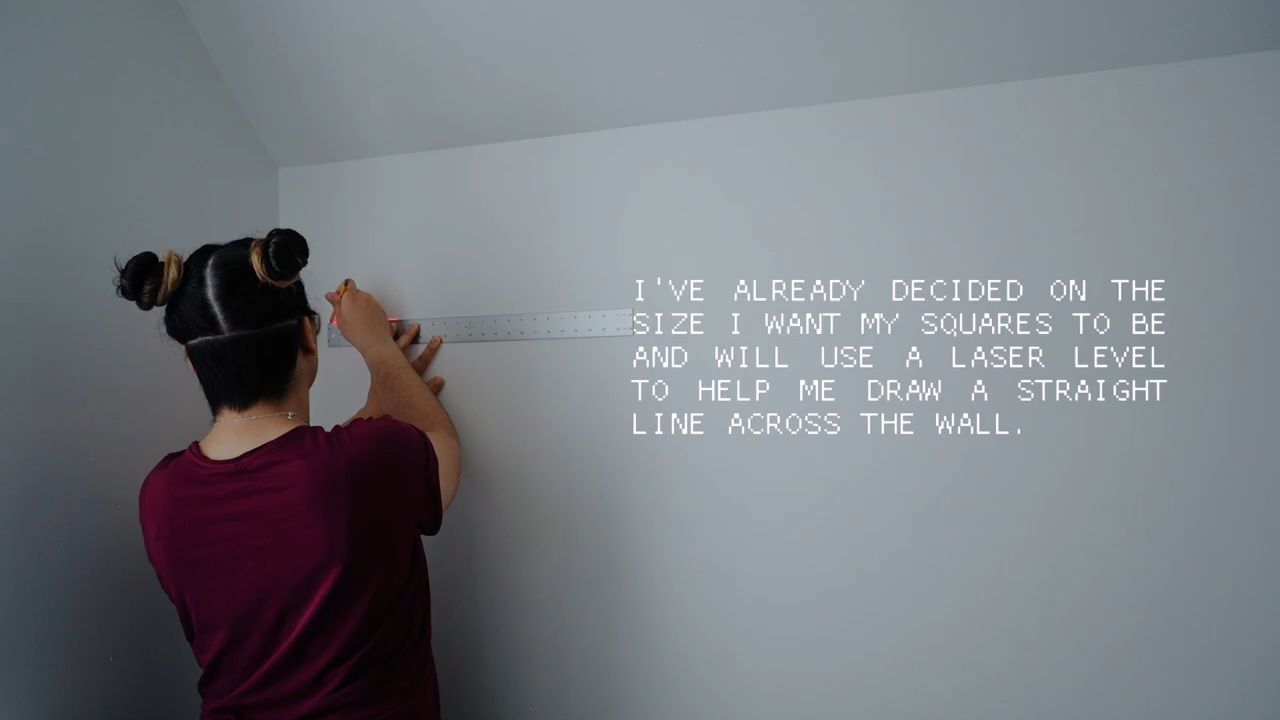 I'VE ALREADY DECIDED ON THE
SIZE I WANT MY SQUARES TO BE
AND WILL USE A LASER LEVEL
TO HELP ME DRAW A STRAIGHT
LINE ACROSS THE WALL.